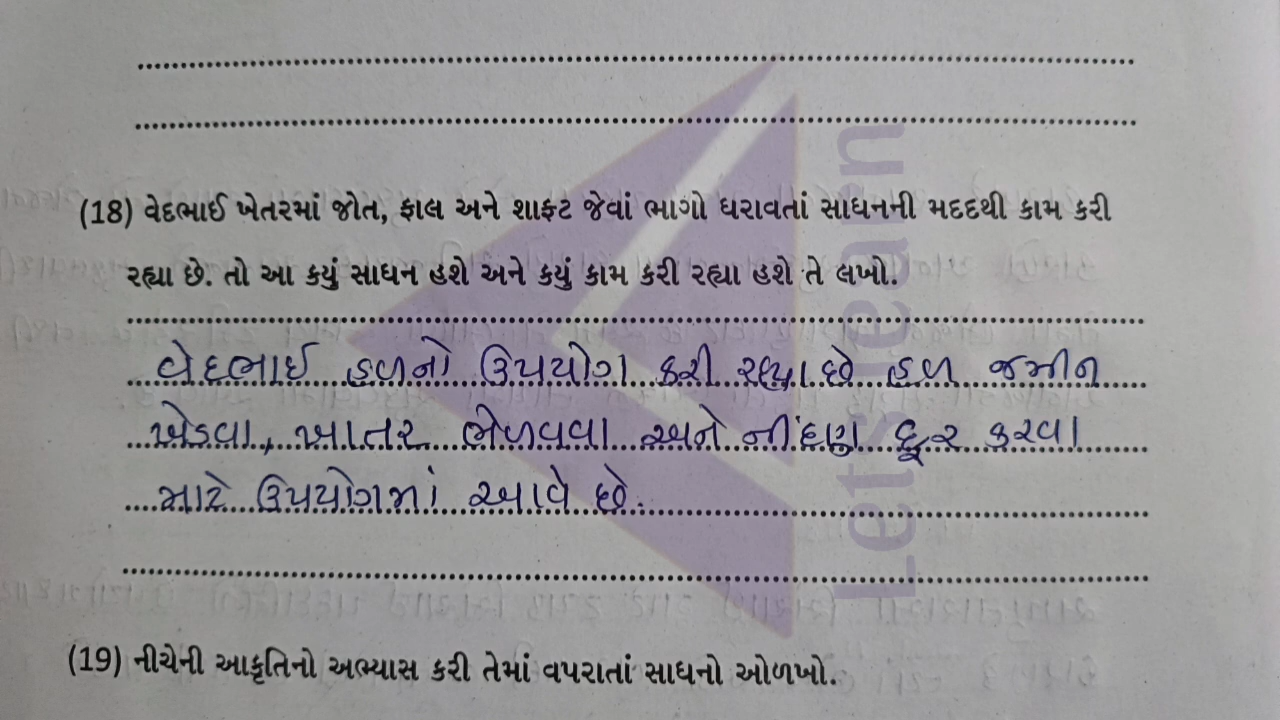 (18) વેદભાઈ ખેતરમાં જોત, ફાલ અને શાફ્ટ જેવાં ભાગો ધરાવતાં સાધનની મદદથી કામ કરી
રહ્યા છે. તો આ કયું સાધન હશે અને કયું કામ કરી રહ્યા હશે તે લખો.
વેદભાઈ હળનો ઉપયોગ કરી રહ્યા છે હળ જમીન
ખેડવા, ખાતર ભેળવવા અને નીંદણ દૂર કરવા
માટે ઉપયોગમાં આવે છે.
(19) નીચેની આકૃતિનો અભ્યાસ કરી તેમાં વપરાતાં સાધનો ઓળખો.
Let's learn